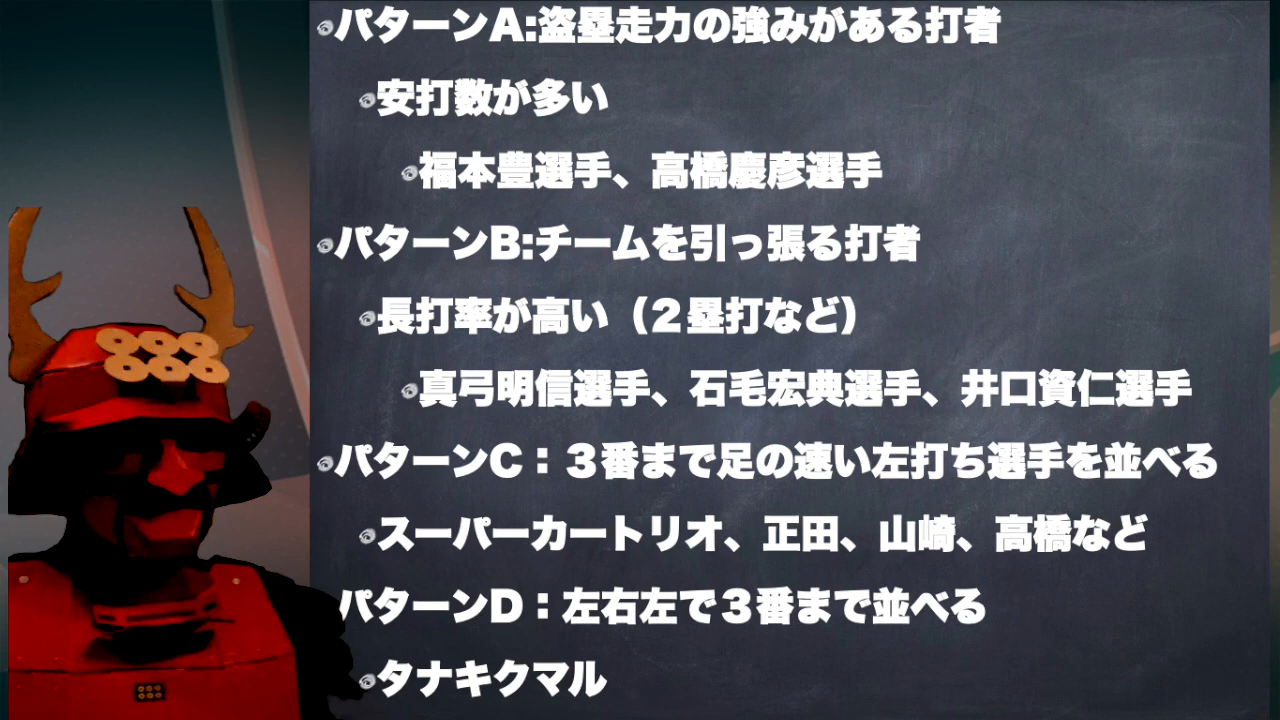 パターンA:盗塁走力の強みがある打者
安打数が多い
福本豊選手、高橋慶彦選手
パターンB:チームを引っ張る打者
長打率が高い（２塁打など）
真弓明信選手、石毛宏典選手、井口資仁選手
パターンC：３番まで足の速い左打ち選手を並べる
スーパーカートリオ、正田、山崎、高橋など
パターンD：左右左で３番まで並べる
タナキクマル